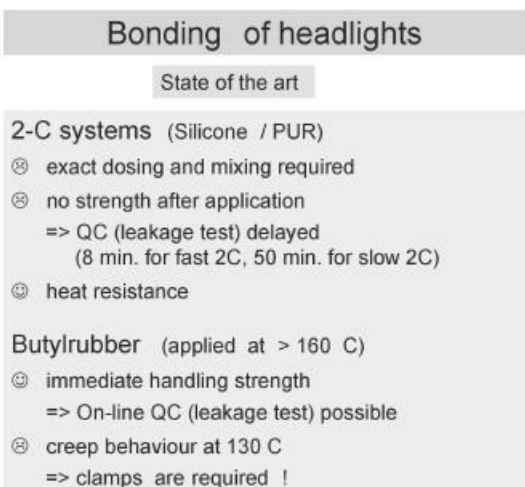 Bonding of headlights
State of the art
2-C systems (Silicone / PUR)
☹ exact dosing and mixing required
☹ no strength after application
=> QC (leakage test) delayed
(8 min. for fast 2C, 50 min. for slow 2C)
☺ heat resistance
Butylrubber (applied at > 160 C)
☺ immediate handling strength
=> On-line QC (leakage test) possible
☹ creep behaviour at 130 C
=> clamps are required !